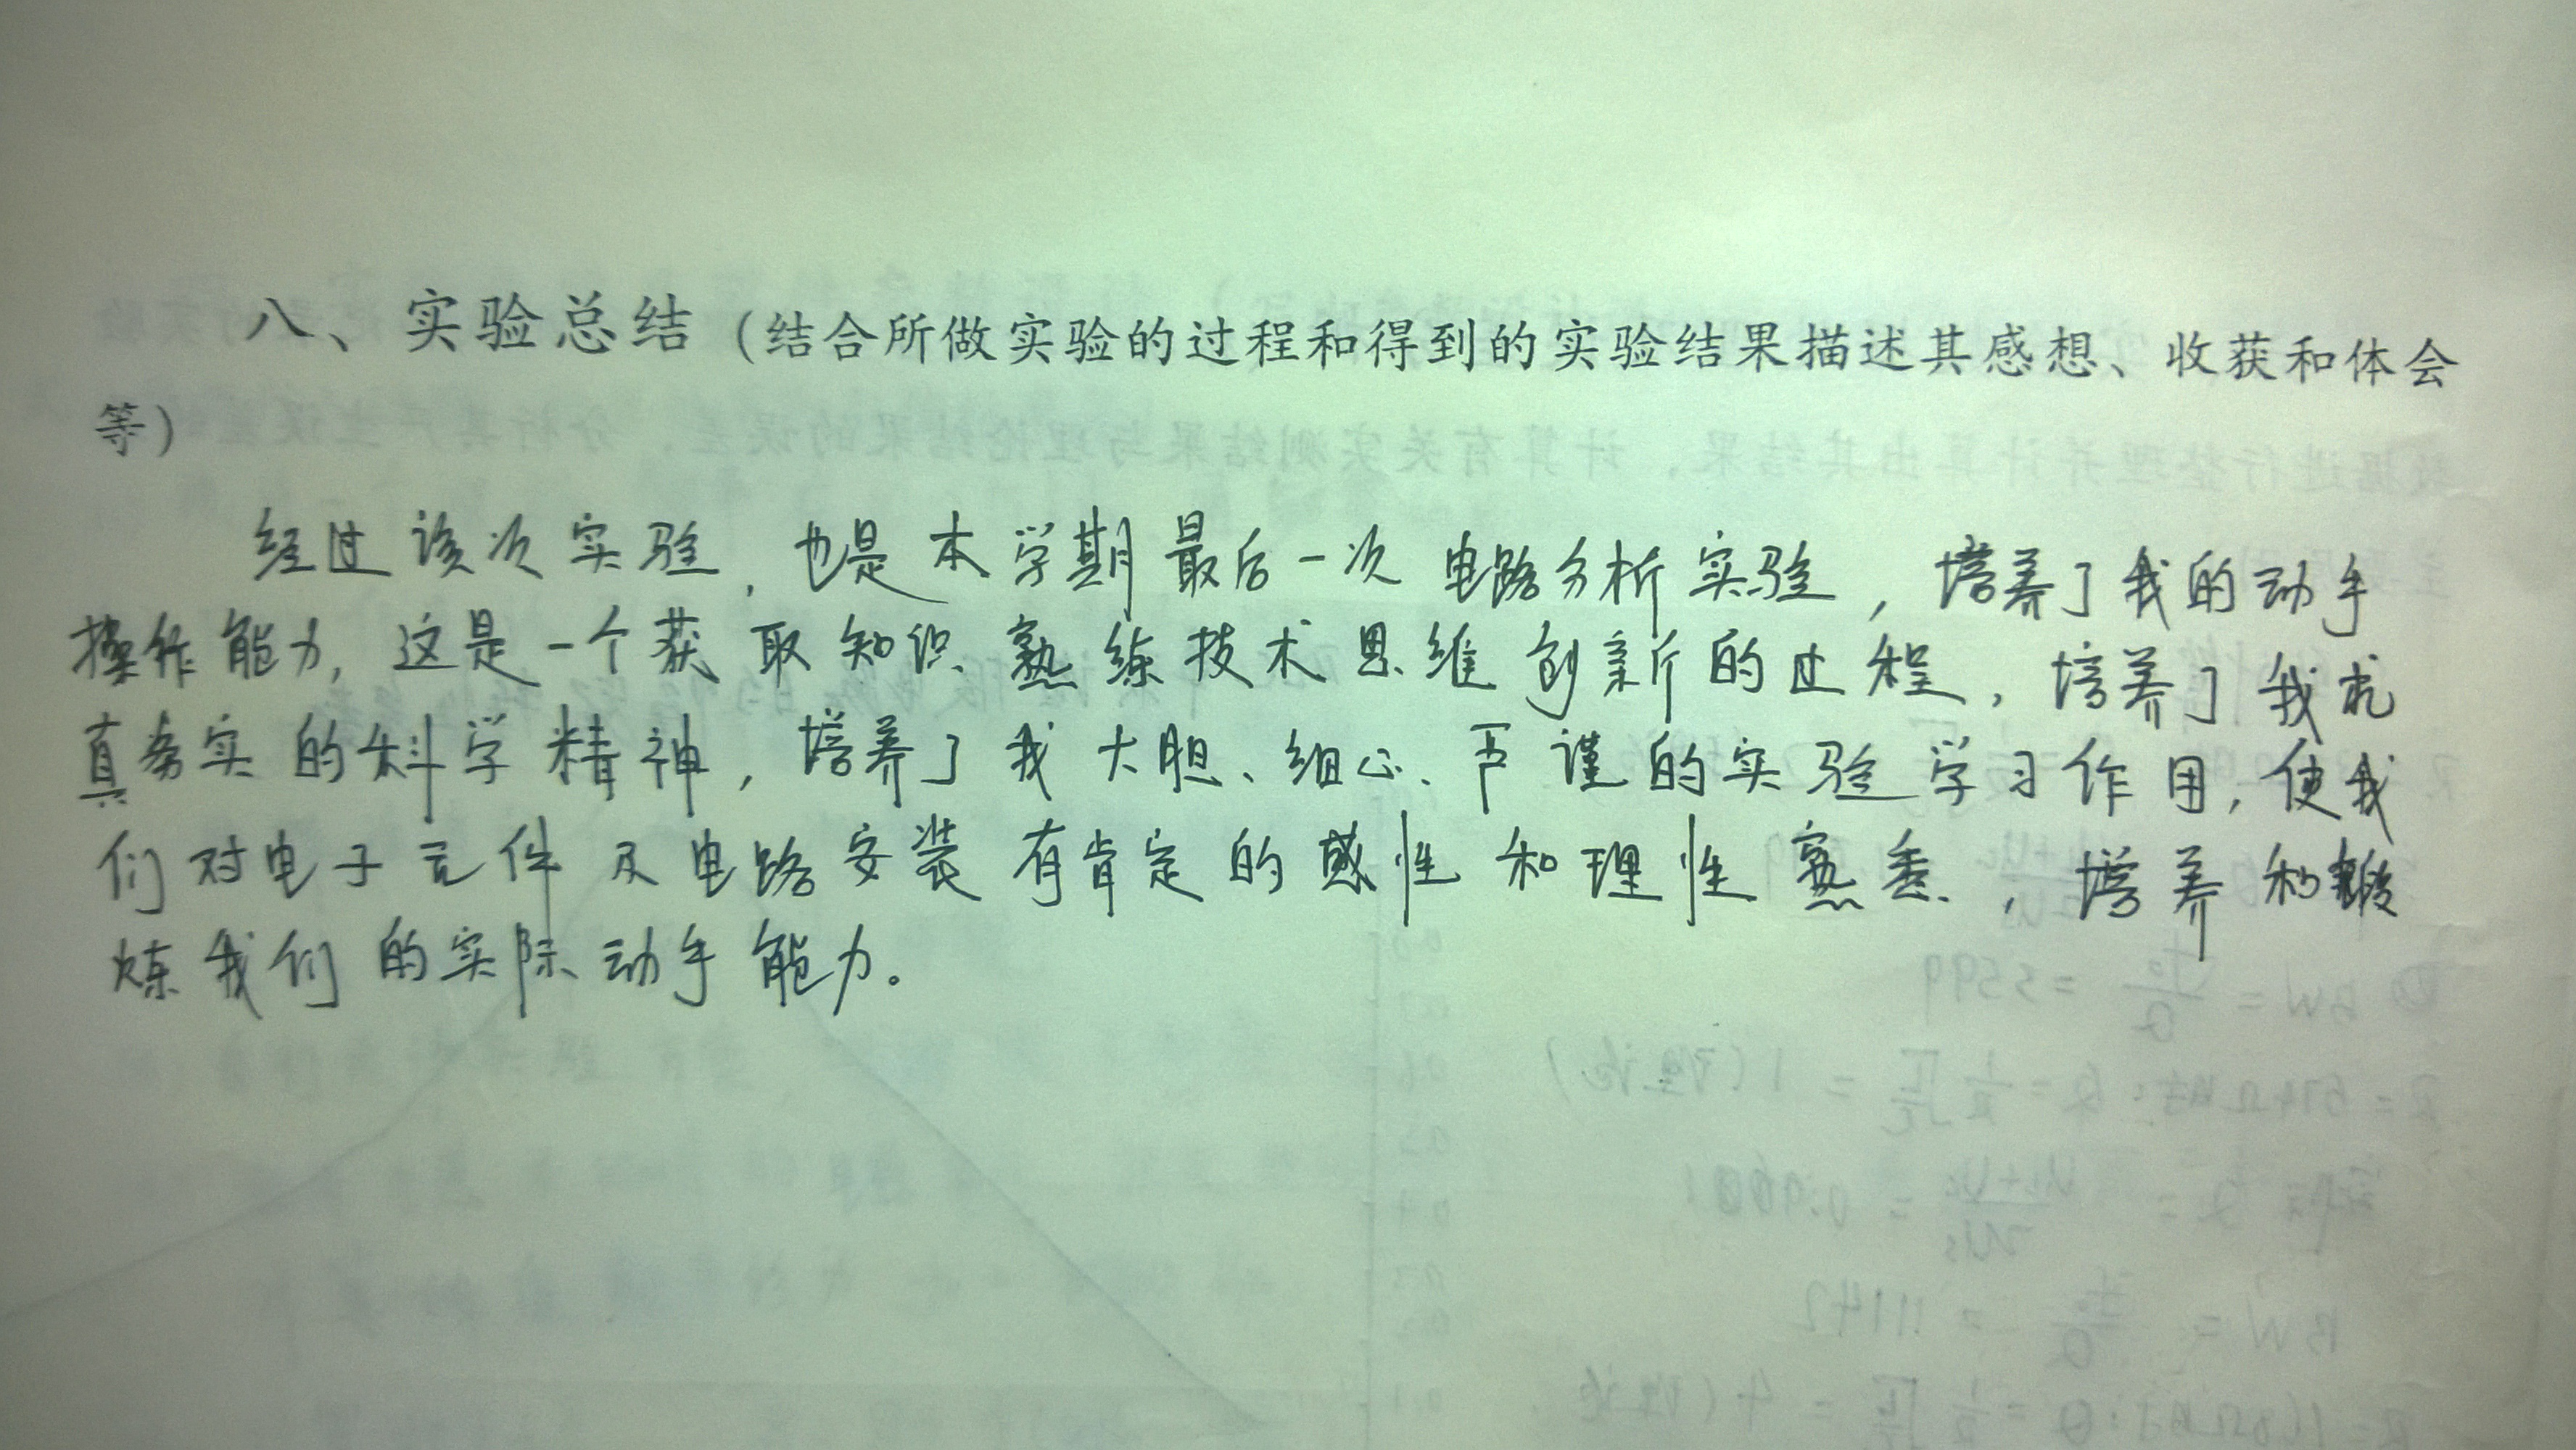 八、实验总结（结合所做实验的过程和得到的实验结果描述其感想、收获和体会
等）
经过该次实验，也是本学期最后一次电路分析实验，培养了我的动手
操作能力，这是一个获取知识熟练技术思维创新的过程，培养了我求
真务实的科学精神，培养了我大胆、细心、严谨的实验学习作用，使我
们对电子元件及电路安装有肯定的感性和理性熟悉，培养和锻
炼我们的实际动手能力。